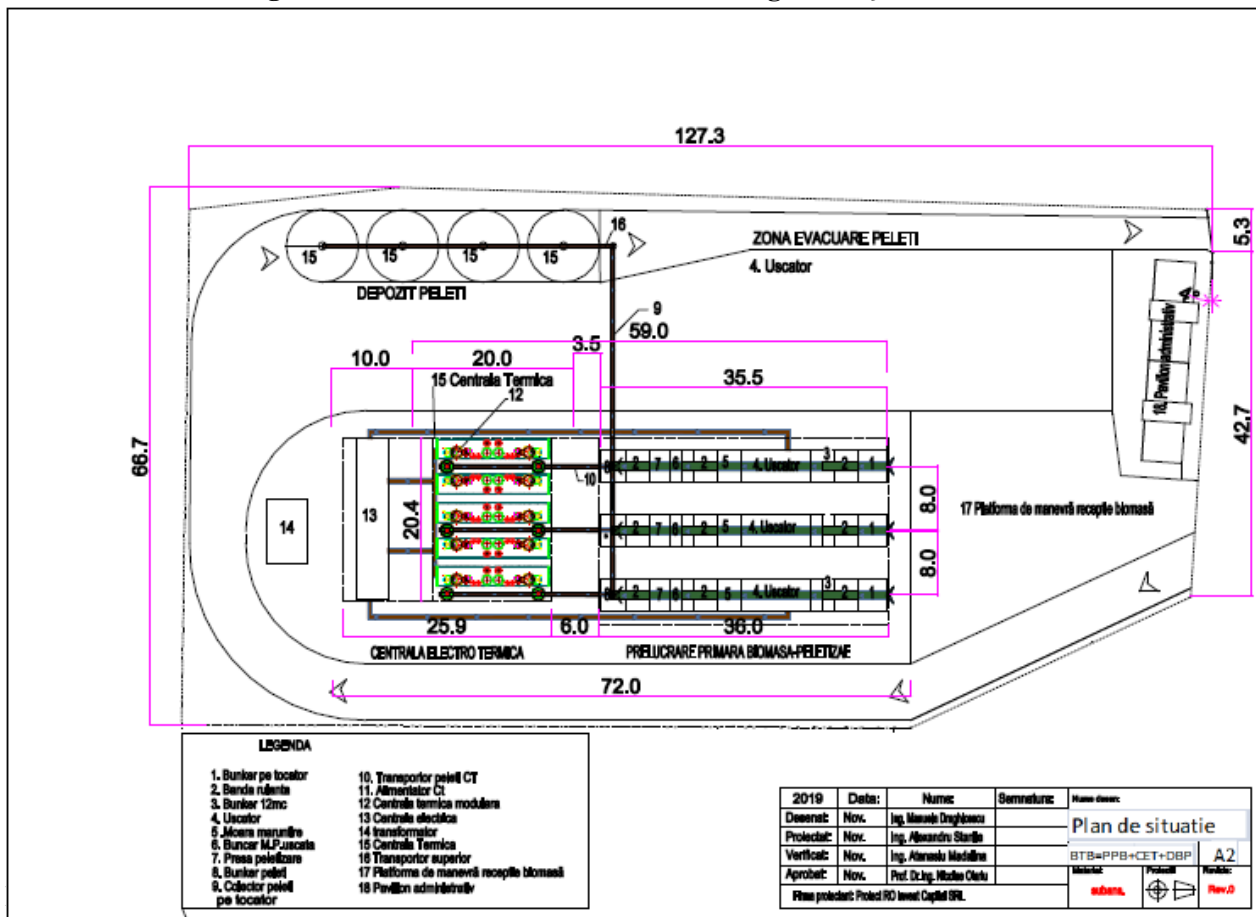 127.3
5.3
16
ZONA EVACUARE PELETI
4. Uscator
15
15
15
15
DEPOZIT PELETI
9
59.0
3.5
10.0
20.0
35.5
15 Centrala Termica
12
18. Pavilion administrativ
42.7
66.7
10
2
7
6
2
5
4. Uscator
3
2
1
8.0
13
20.4
14
2
7
6
2
5
4. Uscator
2
1
17 Platforma de manevră receptie biomasă
8.0
2
7
6
2
5
4. Uscator
3
2
1
25.9
6.0
36.0
CENTRALA ELECTRO TERMICA
PRELUCRARE PRIMARA BIOMASA-PELETIZAE
72.0
LEGENDA
1. Bunker pe tocator
2. Banda rulanta
3. Bunker 12mc
4. Uscator
5 .Moara maruntire
6. Buncar M.P.uscata
7. Presa peletizare
8. Bunker peleti
9. Colector peleti
pe tocator
10. Transportor peleti CT
11. Alimentator Ct
12 Centrala termica modulara
13 Centrala electrica
14 transformator
15 Centrala Termica
16 Transportor superior
17 Platforma de manevră receptie biomasă
18 Pavilion administrativ
2019 Data: Nume: Semnatura: Nume desen:
Desenat: Nov. Ing. Manuela Draghicescu
Plan de situatie
Proiectat: Nov. Ing. Alexandru Stanila
Verificat: Nov. Ing. Atanasiu Madalina
BTB=PPB+CET+DBP A2
Aprobat: Nov. Prof. Dr.Ing. Nicolae Olariu
Material: Proiectii Revizie:
subans. Rev.0
Firma proiectant: Proiect RO Invest Capital SRL.